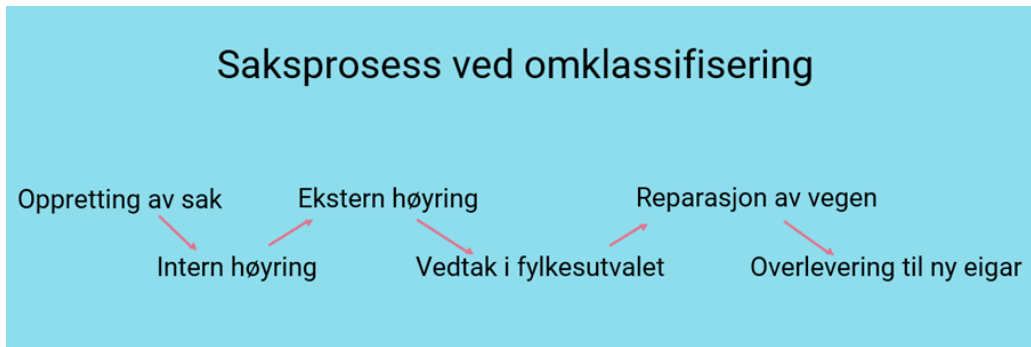 Saksprosess ved omklassifisering
Oppretting av sak
Intern høyring
Ekstern høyring
Vedtak i fylkesutvalet
Reparasjon av vegen
Overlevering til ny eigar